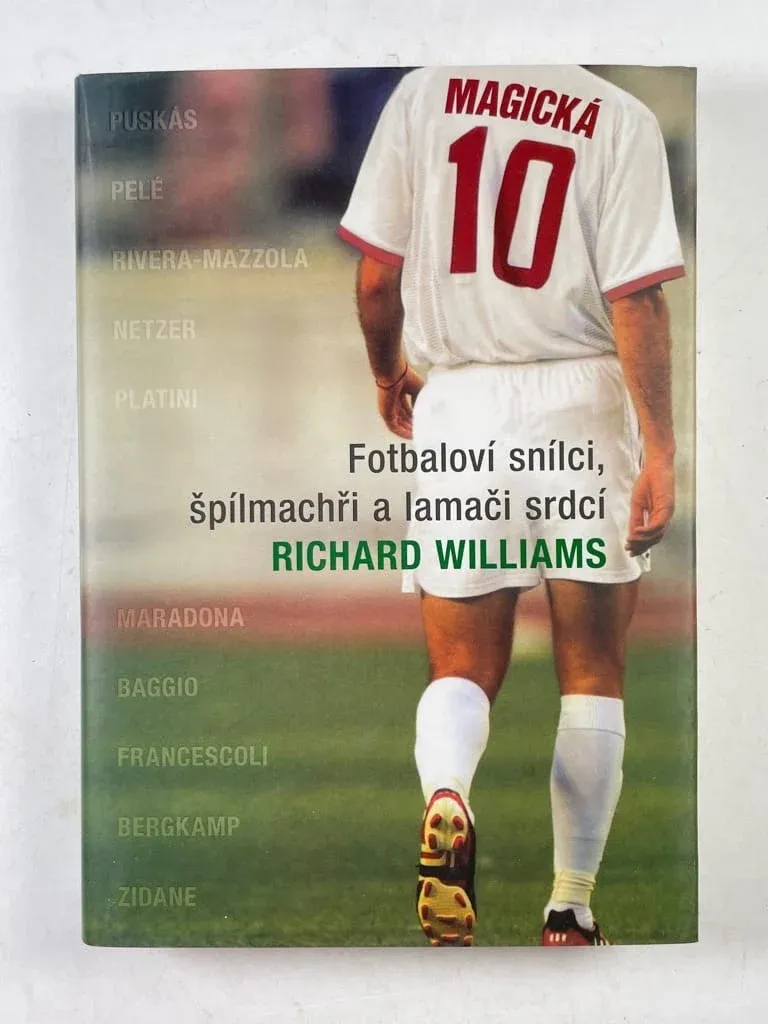 MAGICKÁ
10
PUSKÁS
PELÉ
RIVERA-MAZZOLA
NETZER
PLATINI
Fotbaloví snílci,
špílmachři a lamači srdcí
RICHARD WILLIAMS
MARADONA
BAGGIO
FRANCESCOLI
BERGKAMP
ZIDANE